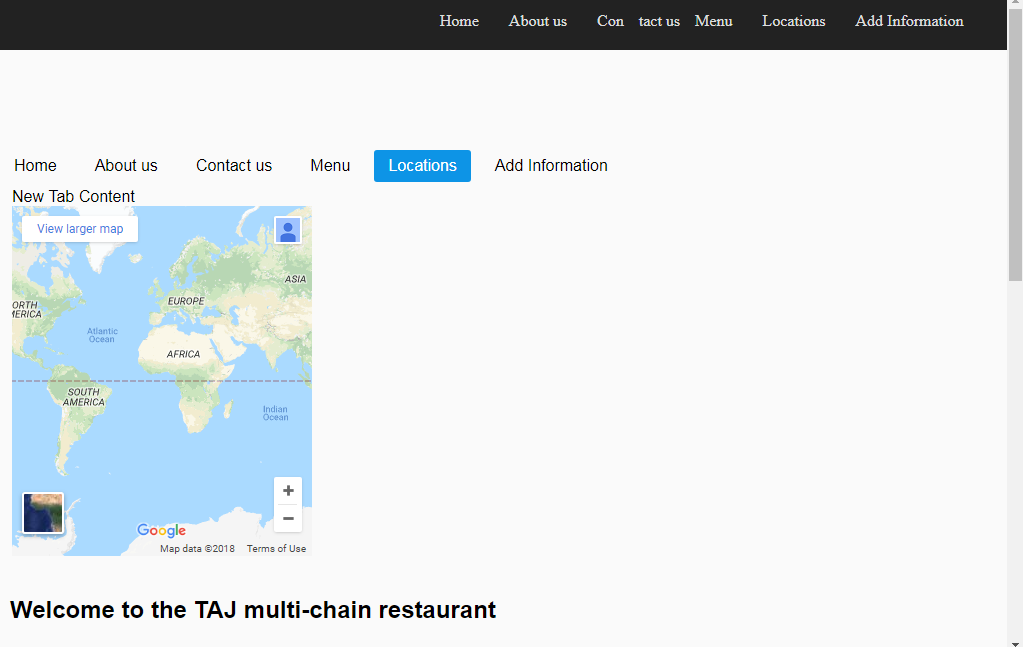 Home About us Con tact us Menu Locations Add Information
Home About us Contact us Menu Locations Add Information
New Tab Content
View larger map
ASIA
EUROPE
ORTH
MERICA
Atlantic
Ocean
AFRICA
SOUTH
AMERICA
Indian
Ocean
Google
Map data ©2018 Terms of Use
Welcome to the TAJ multi-chain restaurant